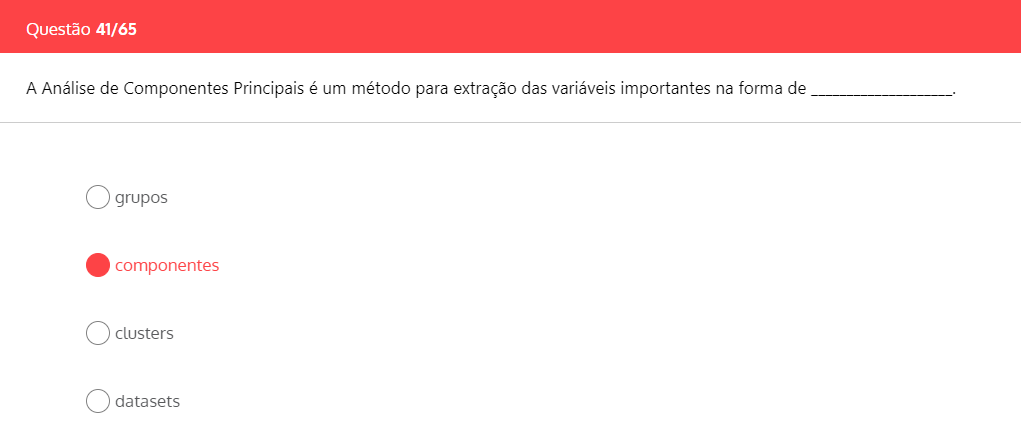 Questão 41/65
A Análise de Componentes Principais é um método para extração das variáveis importantes na forma de ____________________.
grupos
componentes
clusters
datasets